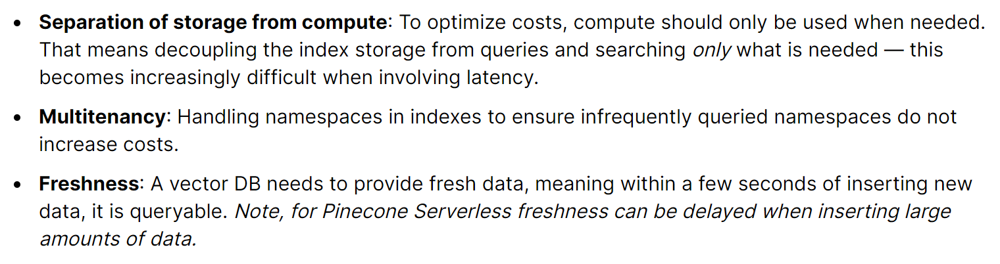 • Separation of storage from compute: To optimize costs, compute should only be used when needed.
That means decoupling the index storage from queries and searching only what is needed — this
becomes increasingly difficult when involving latency.
• Multitenancy: Handling namespaces in indexes to ensure infrequently queried namespaces do not
increase costs.
• Freshness: A vector DB needs to provide fresh data, meaning within a few seconds of inserting new
data, it is queryable. Note, for Pinecone Serverless freshness can be delayed when inserting large
amounts of data.